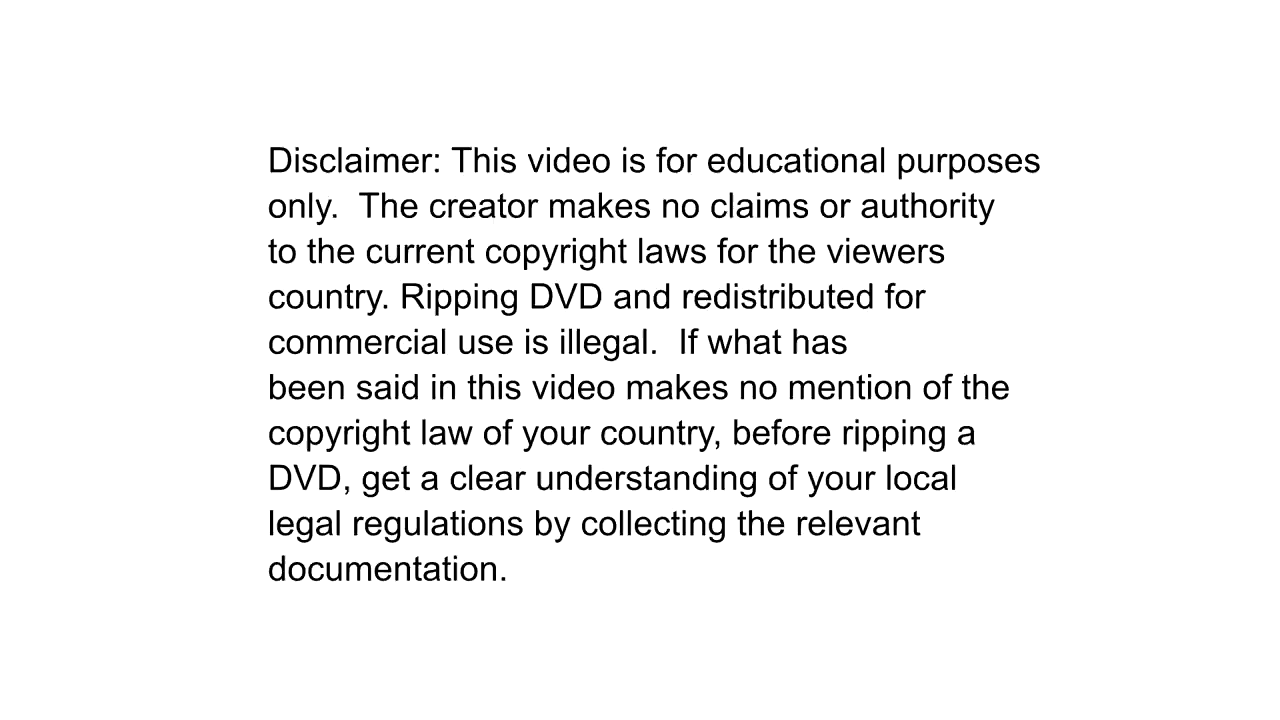 Disclaimer: This video is for educational purposes
only.  The creator makes no claims or authority
to the current copyright laws for the viewers
country. Ripping DVD and redistributed for
commercial use is illegal.  If what has
been said in this video makes no mention of the
copyright law of your country, before ripping a
DVD, get a clear understanding of your local
legal regulations by collecting the relevant
documentation.